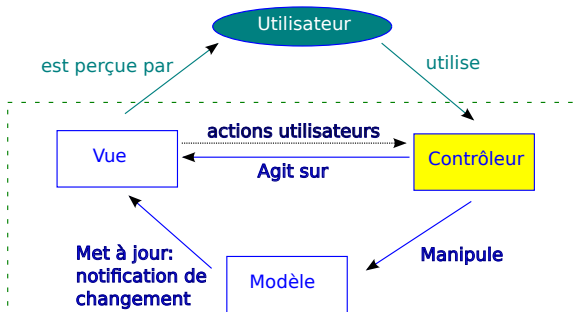 Utilisateur
est perçue par
utilise
actions utilisateurs
Vue
Contrôleur
Agit sur
Met à jour:
notification de
changement
Manipule
Modèle